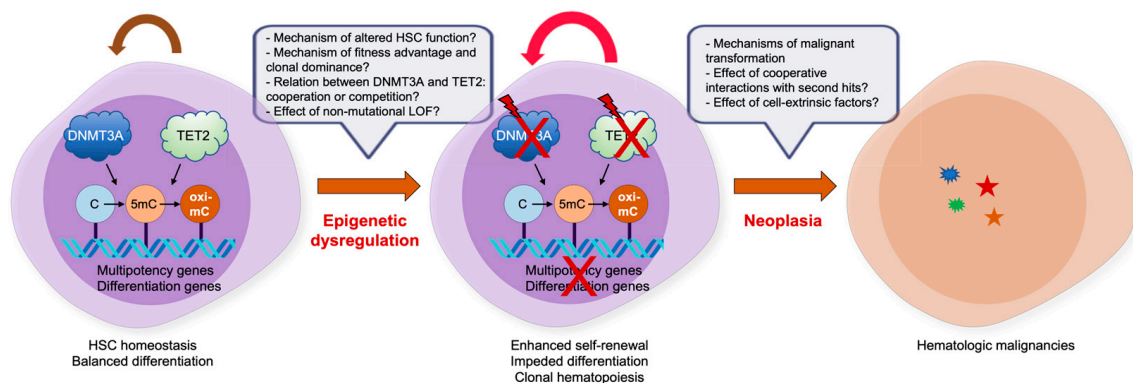 - Mechanism of altered HSC function?
- Mechanism of fitness advantage and
clonal dominance?
- Relation between DNMT3A and TET2:
cooperation or competition?
- Effect of non-mutational LOF?
- Mechanisms of malignant
transformation
- Effect of cooperative
interactions with second hits?
- Effect of cell-extrinsic factors?
DNMT3A
TET2
C
5mC
oxi-
mC
Multipotency genes
Differentiation genes
HSC homeostasis
Balanced differentiation
Epigenetic
dysregulation
DNMT3A
C
5mC
oxi-
mC
Multipotency genes
Differentiation genes
Enhanced self-renewal
Impeded differentiation
Clonal hematopoiesis
Neoplasia
Hematologic malignancies